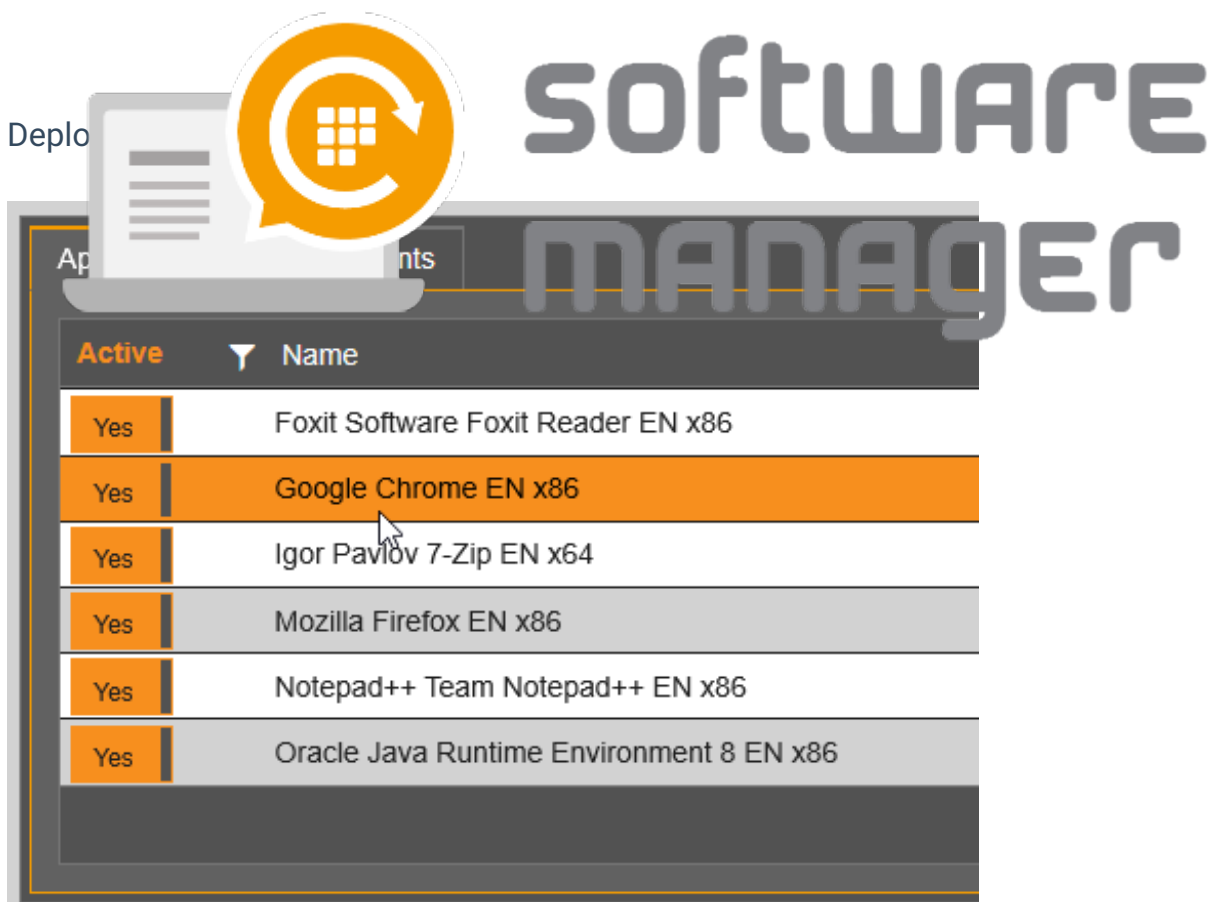 software
Deplo
manager
Ap nts
Active Name
Yes Foxit Software Foxit Reader EN x86
Yes Google Chrome EN x86
Yes Igor Pavlov 7-Zip EN x64
Yes Mozilla Firefox EN x86
Yes Notepad++ Team Notepad++ EN x86
Yes Oracle Java Runtime Environment 8 EN x86